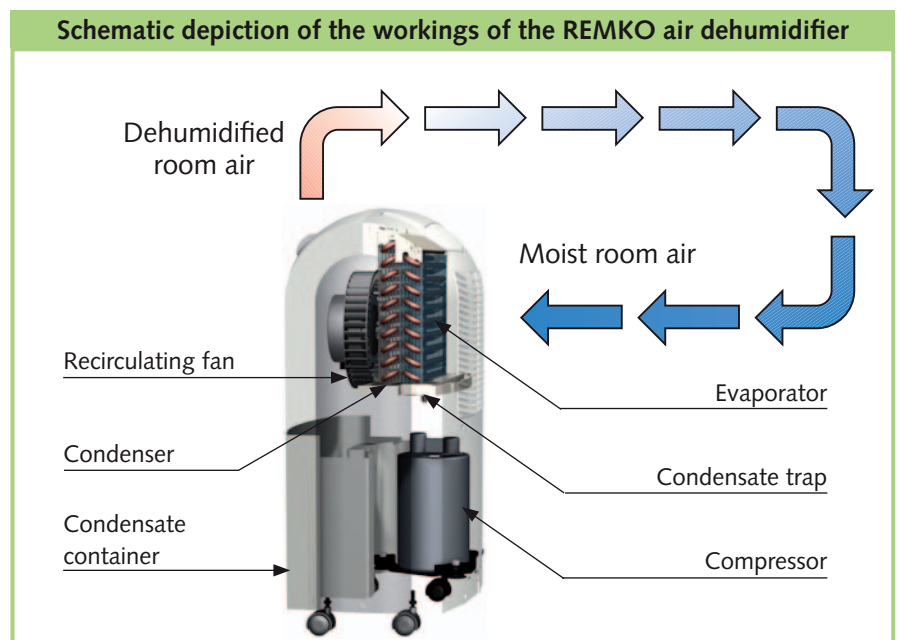 Schematic depiction of the workings of the REMKO air dehumidifier
Dehumidified
room air
Moist room air
Recirculating fan
Evaporator
Condenser
Condensate trap
Condensate
container
Compressor